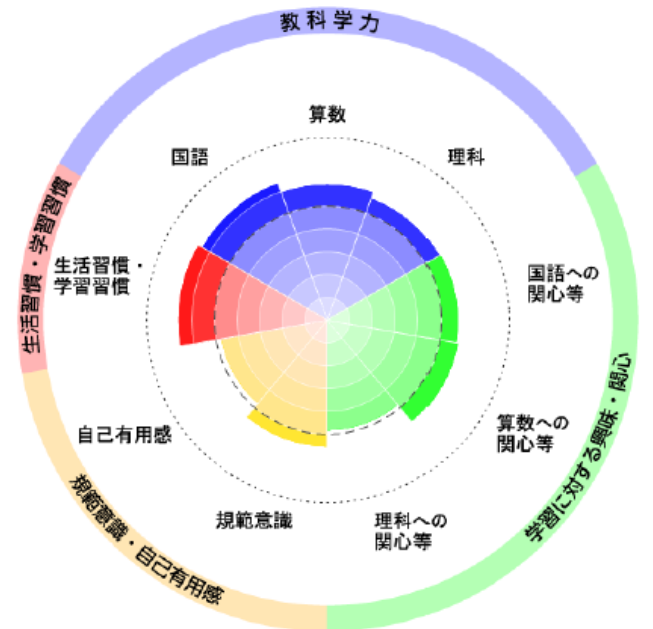 教科学力
算数
国語
理科
生活習慣・学習習慣
生活習慣・
学習習慣
国語への
関心等
自己有用感
算数への
関心等
学習に対する興味・関心
規範意識
理科への
関心等
規範意識・自己有用感